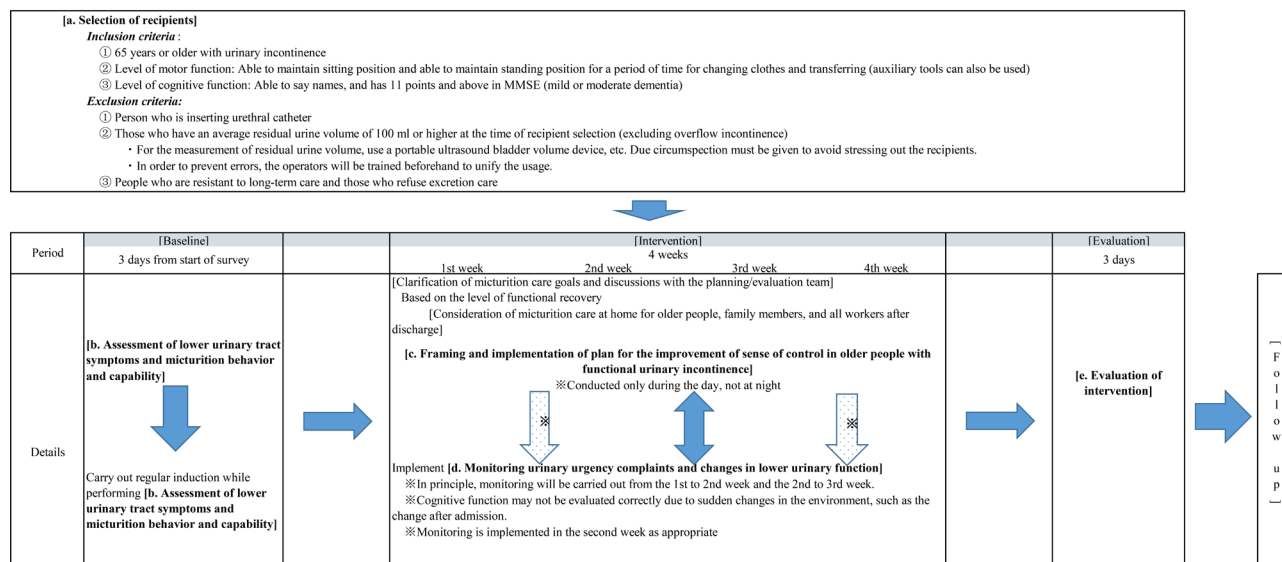 [a. Selection of recipients]
Inclusion criteria :
① 65 years or older with urinary incontinence
② Level of motor function: Able to maintain sitting position and able to maintain standing position for a period of time for changing clothes and transferring (auxiliary tools can also be used)
③ Level of cognitive function: Able to say names, and has 11 points and above in MMSE (mild or moderate dementia)
Exclusion criteria:
① Person who is inserting urethral catheter
② Those who have an average residual urine volume of 100 ml or higher at the time of recipient selection (excluding overflow incontinence)
・For the measurement of residual urine volume, use a portable ultrasound bladder volume device, etc. Due circumspection must be given to avoid stressing out the recipients.
・In order to prevent errors, the operators will be trained beforehand to unify the usage.
③ People who are resistant to long-term care and those who refuse excretion care
Period
[Baseline]
3 days from start of survey
[Intervention]
4 weeks
1st week 2nd week 3rd week 4th week
[Evaluation]
3 days
Details
[b. Assessment of lower urinary tract
symptoms and micturition behavior
and capability]
Carry out regular induction while
performing [b. Assessment of lower
urinary tract symptoms and
micturition behavior and capability]
[Clarification of micturition care goals and discussions with the planning/evaluation team]
Based on the level of functional recovery
[Consideration of micturition care at home for older people, family members, and all workers after
discharge]
[c. Framing and implementation of plan for the improvement of sense of control in older people with
functional urinary incontinence]
※Conducted only during the day, not at night
※
※
Implement [d. Monitoring urinary urgency complaints and changes in lower urinary function]
※In principle, monitoring will be carried out from the 1st to 2nd week and the 2nd to 3rd week.
※Cognitive function may not be evaluated correctly due to sudden changes in the environment, such as the
change after admission.
※Monitoring is implemented in the second week as appropriate
[e. Evaluation of
intervention]
[Follow up]